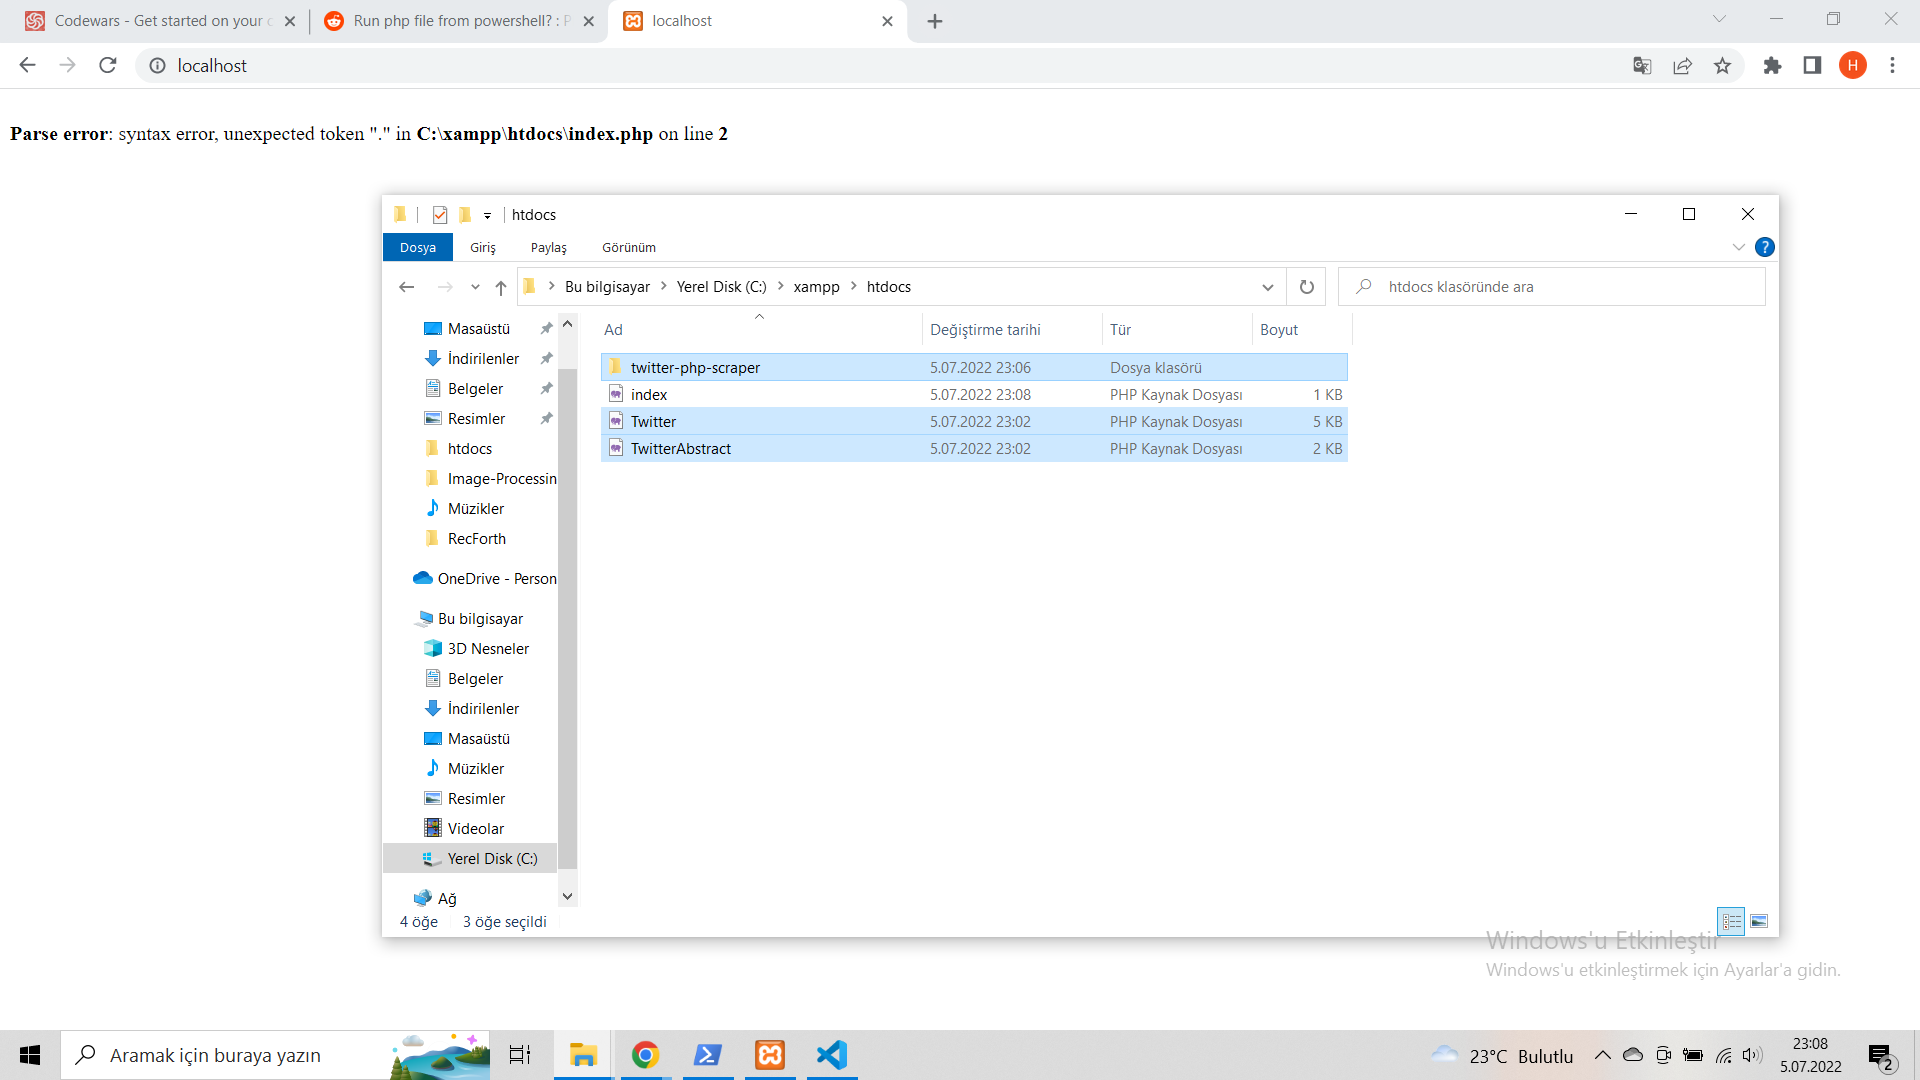 Codewars - Get started on your c
Run php file from powershell? : P
localhost
localhost
H
Parse error: syntax error, unexpected token "." in C:\xampp\htdocs\index.php on line 2
htdocs
Dosya
Giriş
Paylaş
Görünüm
?
Bu bilgisayar > Yerel Disk (C:) > xampp > htdocs
htdocs klasöründe ara
Ad
Değiştirme tarihi
Tür
Boyut
twitter-php-scraper 5.07.2022 23:06 Dosya klasörü
index 5.07.2022 23:08 PHP Kaynak Dosyası 1 KB
Twitter 5.07.2022 23:02 PHP Kaynak Dosyası 5 KB
TwitterAbstract 5.07.2022 23:02 PHP Kaynak Dosyası 2 KB
Masaüstü
İndirilenler
Belgeler
Resimler
htdocs
Image-Processin
Müzikler
RecForth
OneDrive - Person
Bu bilgisayar
3D Nesneler
Belgeler
İndirilenler
Masaüstü
Müzikler
Resimler
Videolar
Yerel Disk (C:)
Ağ
4 öğe
3 öğe seçildi
Windows'u Etkinleştir
Windows'u etkinleştirmek için Ayarlar'a gidin.
Aramak için buraya yazın
23°C Bulutlu
23:08
5.07.2022
2